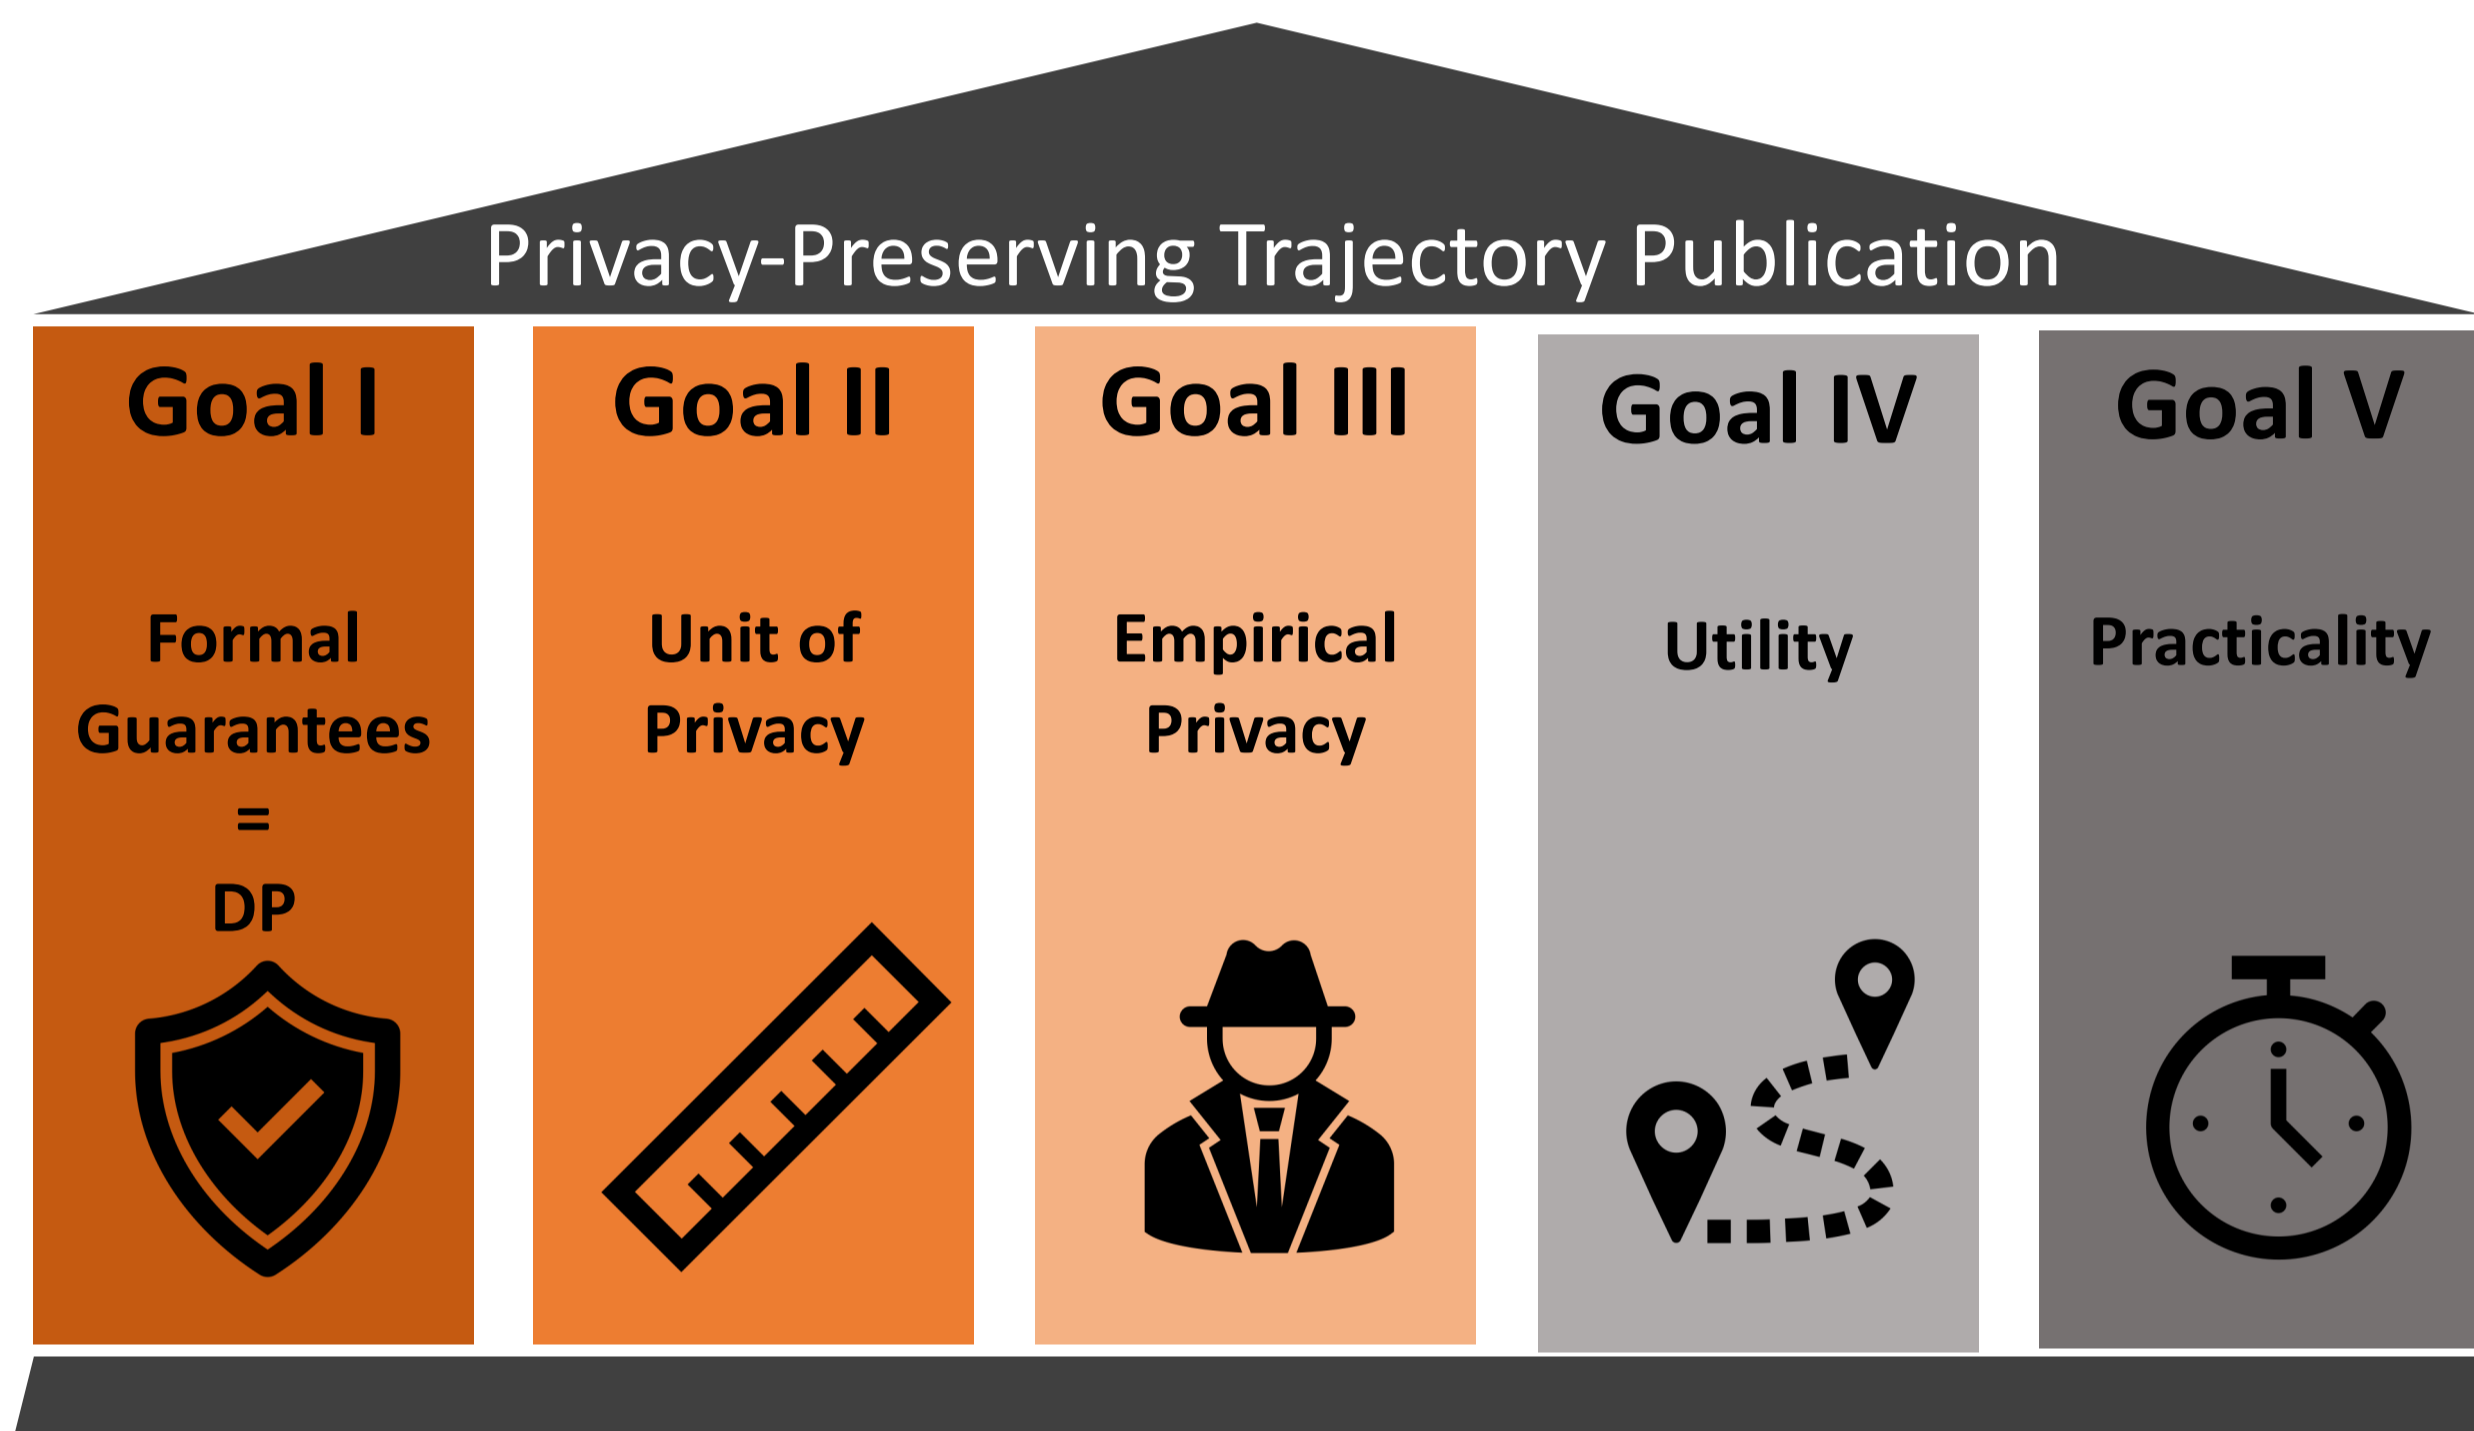 Privacy-Preserving Trajectory Publication
Goal I
Formal
Guarantees
=
DP
Goal II
Unit of
Privacy
Goal III
Empirical
Privacy
Goal IV
Utility
Goal V
Practicality